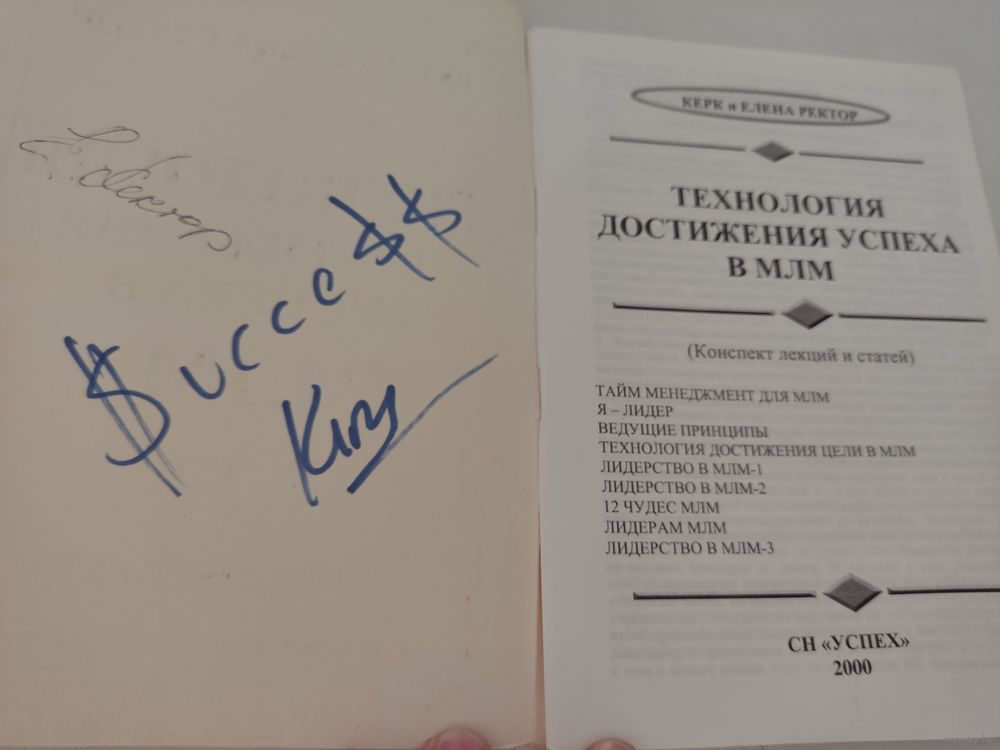 Е. Ректор
$ucce$$
КЕРК и ЕЛЕНА РЕКТОР
ТЕХНОЛОГИЯ
ДОСТИЖЕНИЯ УСПЕХА
В МЛМ
(Конспект лекций и статей)
ТАЙМ МЕНЕДЖМЕНТ ДЛЯ МЛМ
Я – ЛИДЕР
ВЕДУЩИЕ ПРИНЦИПЫ
ТЕХНОЛОГИЯ ДОСТИЖЕНИЯ ЦЕЛИ В МЛМ
ЛИДЕРСТВО В МЛМ-1
ЛИДЕРСТВО В МЛМ-2
12 ЧУДЕС МЛМ
ЛИДЕРАМ МЛМ
ЛИДЕРСТВО В МЛМ-3
СН «УСПЕХ»
2000